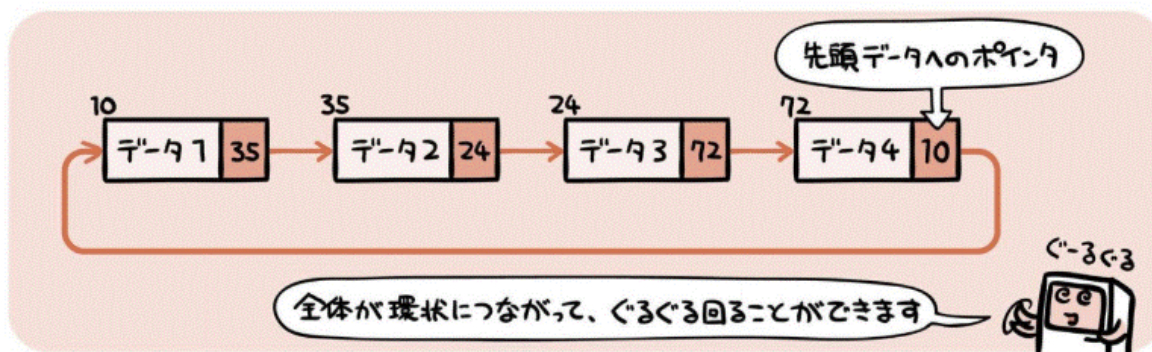 先頭データへのポインタ
10
35
24
72
データ1 35
データ2 24
データ3 72
データ4 10
ぐーるぐる
全体が環状につながって、ぐるぐる回ることができます